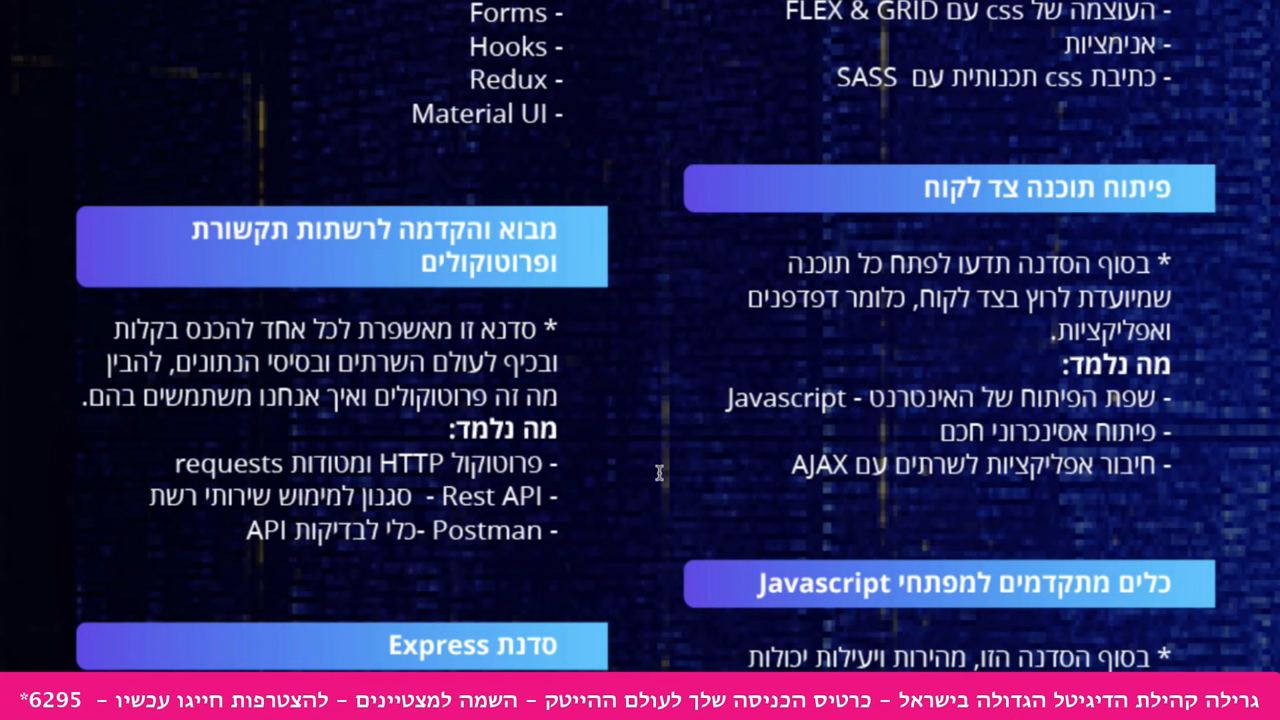 - העוצמה של css עם FLEX & GRID
- אנימציות
- כתיבת css תכנותית עם SASS
פיתוח תוכנה צד לקוח
* בסוף הסדנה תדעו לפתח כל תוכנה
שמיועדת לרוץ בצד לקוח, כלומר דפדפנים
ואפליקציות.
מה נלמד:
- שפת הפיתוח של האינטרנט - Javascript
- פיתוח אסינכרוני חכם
- חיבור אפליקציות לשרתים עם AJAX
כלים מתקדמים למפתחי Javascript
* בסוף הסדנה הזו, מהירות ויעילות יכולות
- Forms
- Hooks
- Redux
- Material UI
מבוא והקדמה לרשתות תקשורת
ופרוטוקולים
* סדנא זו מאשפרת לכל אחד להכנס בקלות
ובכיף לעולם השרתים ובסיסי הנתונים, להבין
מה זה פרוטוקולים ואיך אנחנו משתמשים בהם.
מה נלמד:
- פרוטוקול HTTP ומטודות requests
- Rest API - סגנון למימוש שירותי רשת
- Postman -כלי לבדיקות API
סדנת Express
גרילה קהילת הדיגיטל הגדולה בישראל – כרטיס הכניסה שלך לעולם ההייטק – השמה למצטיינים – להצטרפות חייגו עכשיו – 6295*